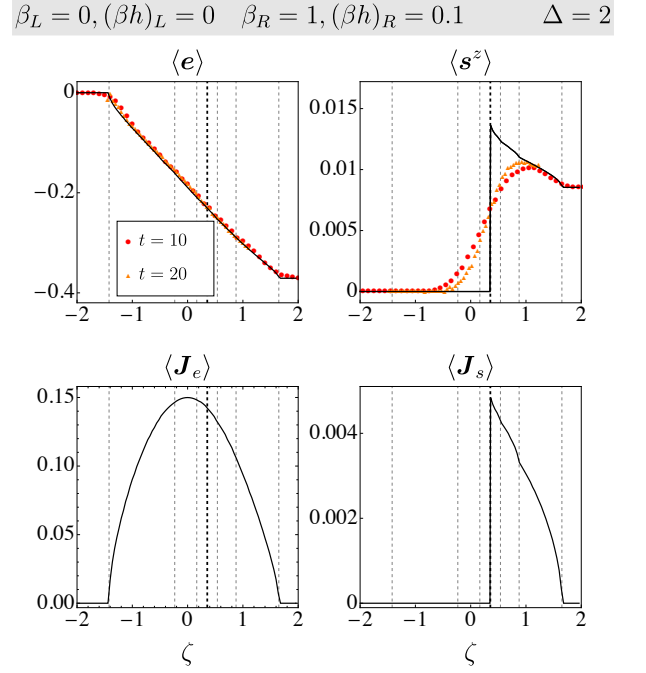 β_L = 0, (βh)_L = 0 β_R = 1, (βh)_R = 0.1 Δ = 2
⟨e⟩ ⟨s^z⟩
0 −0.2 −0.4
t = 10
t = 20
−2 −1 0 1 2
0.015 0.010 0.005 0
−2 −1 0 1 2
⟨J_e⟩ ⟨J_s⟩
0.15 0.10 0.05 0.00
−2 −1 0 1 2
0.004 0.002 0
−2 −1 0 1 2
ζ ζ